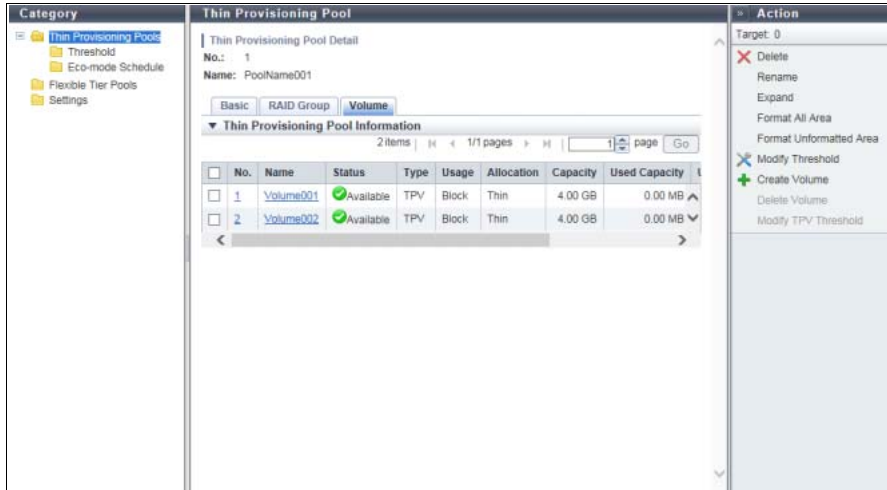 Category
Thin Provisioning Pools
Threshold
Eco-mode Schedule
Flexible Tier Pools
Settings
Thin Provisioning Pool
Thin Provisioning Pool Detail
No.: 1
Name: PoolName001
Basic RAID Group Volume
Thin Provisioning Pool Information
2 items 1/1 pages 1 page Go
No. Name Status Type Usage Allocation Capacity Used Capacity
1 Volume001 Available TPV Block Thin 4.00 GB 0.00 MB
2 Volume002 Available TPV Block Thin 4.00 GB 0.00 MB
» Action
Target: 0
Delete
Rename
Expand
Format All Area
Format Unformatted Area
Modify Threshold
Create Volume
Delete Volume
Modify TPV Threshold